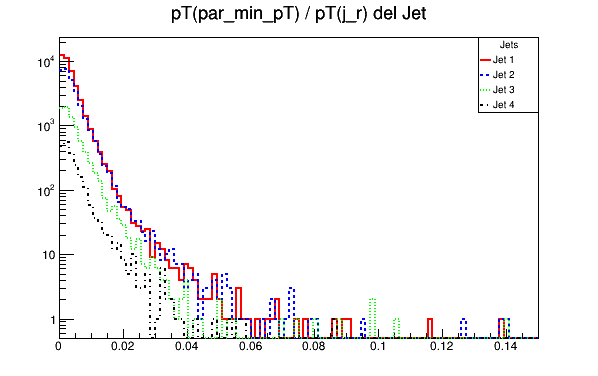 pT(par_min_pT) / pT(j_r) del Jet
Jets
Jet 1
Jet 2
Jet 3
Jet 4
10⁴
10³
10²
10
1
0 0.02 0.04 0.06 0.08 0.1 0.12 0.14